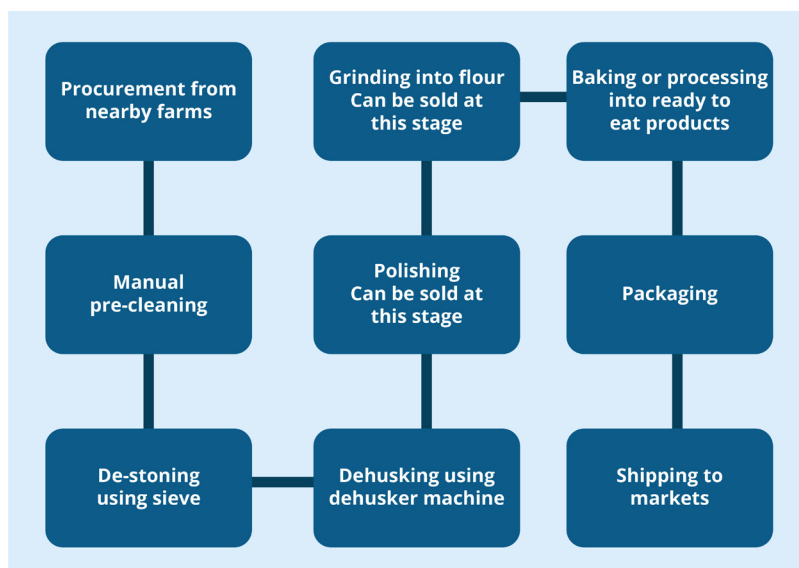 Procurement from
nearby farms
Manual
pre-cleaning
De-stoning
using sieve
Dehusking using
dehusker machine
Polishing
Can be sold at
this stage
Grinding into flour
Can be sold at
this stage
Baking or processing
into ready to
eat products
Packaging
Shipping to
markets